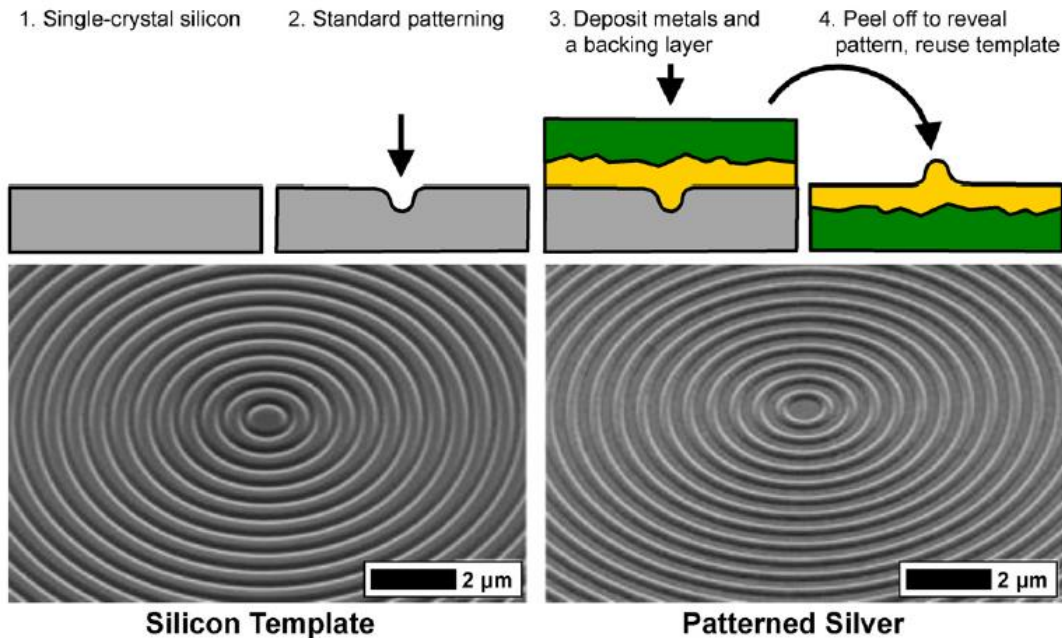 1. Single-crystal silicon
2. Standard patterning
3. Deposit metals and
a backing layer
4. Peel off to reveal
pattern, reuse template
2 μm
2 μm
Silicon Template
Patterned Silver